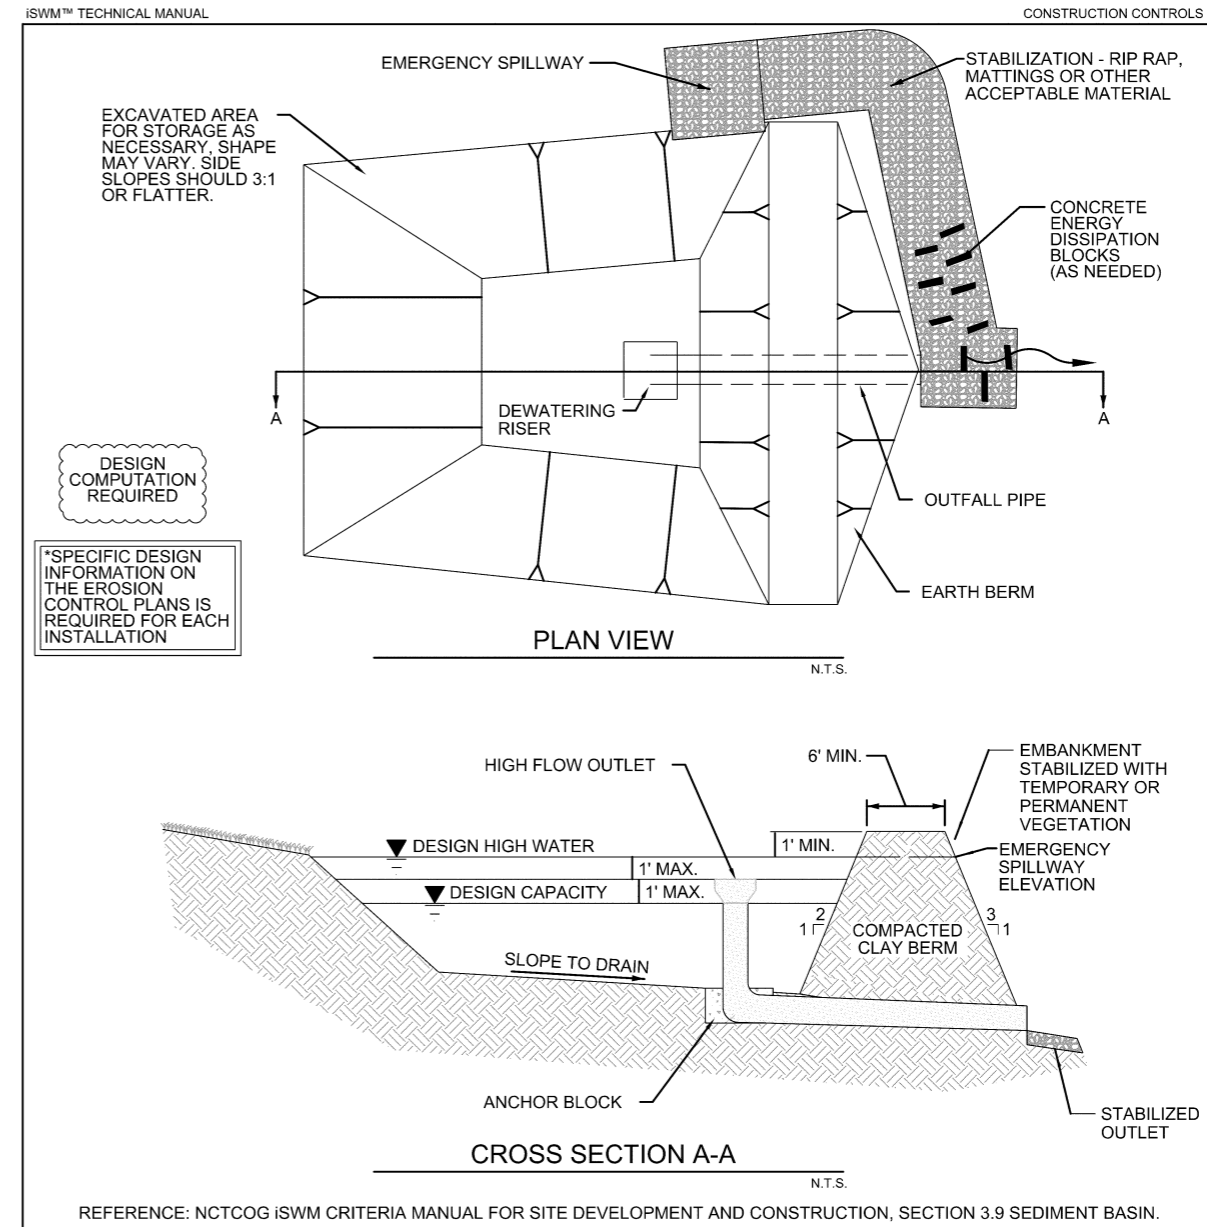 iSWM™ TECHNICAL MANUAL
CONSTRUCTION CONTROLS
EMERGENCY SPILLWAY
STABILIZATION - RIP RAP,
MATTINGS OR OTHER
ACCEPTABLE MATERIAL
EXCAVATED AREA
FOR STORAGE AS
NECESSARY, SHAPE
MAY VARY. SIDE
SLOPES SHOULD 3:1
OR FLATTER.
CONCRETE
ENERGY
DISSIPATION
BLOCKS
(AS NEEDED)
A
A
DEWATERING
RISER
DESIGN
COMPUTATION
REQUIRED
OUTFALL PIPE
*SPECIFIC DESIGN
INFORMATION ON
THE EROSION
CONTROL PLANS IS
REQUIRED FOR EACH
INSTALLATION
EARTH BERM
PLAN VIEW
N.T.S.
HIGH FLOW OUTLET
6' MIN.
EMBANKMENT
STABILIZED WITH
TEMPORARY OR
PERMANENT
VEGETATION
DESIGN HIGH WATER
1' MIN.
EMERGENCY
SPILLWAY
ELEVATION
1' MAX.
DESIGN CAPACITY
1' MAX.
2
1
3
1
COMPACTED
CLAY BERM
SLOPE TO DRAIN
ANCHOR BLOCK
STABILIZED
OUTLET
CROSS SECTION A-A
N.T.S.
REFERENCE: NCTCOG iSWM CRITERIA MANUAL FOR SITE DEVELOPMENT AND CONSTRUCTION, SECTION 3.9 SEDIMENT BASIN.